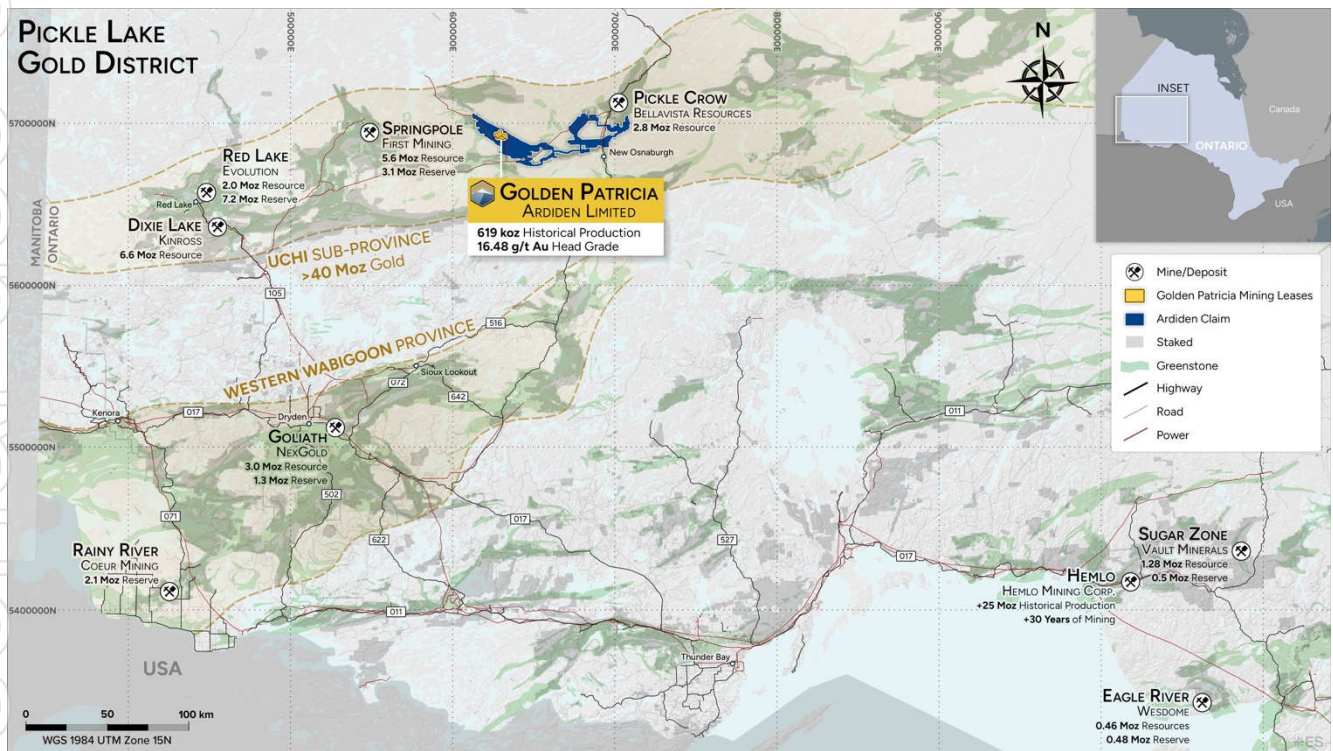 PICKLE LAKE
GOLD DISTRICT
500000E
600000E
700000E
800000E
900000E
N
INSET
Canada
ONTARIO
USA
5700000N
PICKLE CROW
BELLAVISTA RESOURCES
2.8 Moz Resource
SPRINGPOLE
FIRST MINING
5.6 Moz Resource
3.1 Moz Reserve
New Osnaburgh
RED LAKE
EVOLUTION
2.0 Moz Resource
7.2 Moz Reserve
Red Lake
GOLDEN PATRICIA
ARDIDEN LIMITED
619 koz Historical Production
16.48 g/t Au Head Grade
DIXIE LAKE
KINROSS
6.6 Moz Resource
MANITOBA
ONTARIO
UCHI SUB-PROVINCE
>40 Moz Gold
5600000N
105
516
WESTERN WABIGOON PROVINCE
Sioux Lookout
072
642
Kenora
017
Dryden
GOLIATH
NEXGOLD
3.0 Moz Resource
1.3 Moz Reserve
5500000N
502
071
017
622
527
011
017
RAINY RIVER
COEUR MINING
2.1 Moz Reserve
5400000N
011
USA
Thunder Bay
SUGAR ZONE
VAULT MINERALS
1.28 Moz Resource
0.5 Moz Reserve
HEMLO
HEMLO MINING CORP.
+25 Moz Historical Production
+30 Years of Mining
EAGLE RIVER
WESDOME
0.46 Moz Resources
0.48 Moz Reserve
Mine/Deposit
Golden Patricia Mining Leases
Ardiden Claim
Staked
Greenstone
Highway
Road
Power
0 50 100 km
WGS 1984 UTM Zone 15N